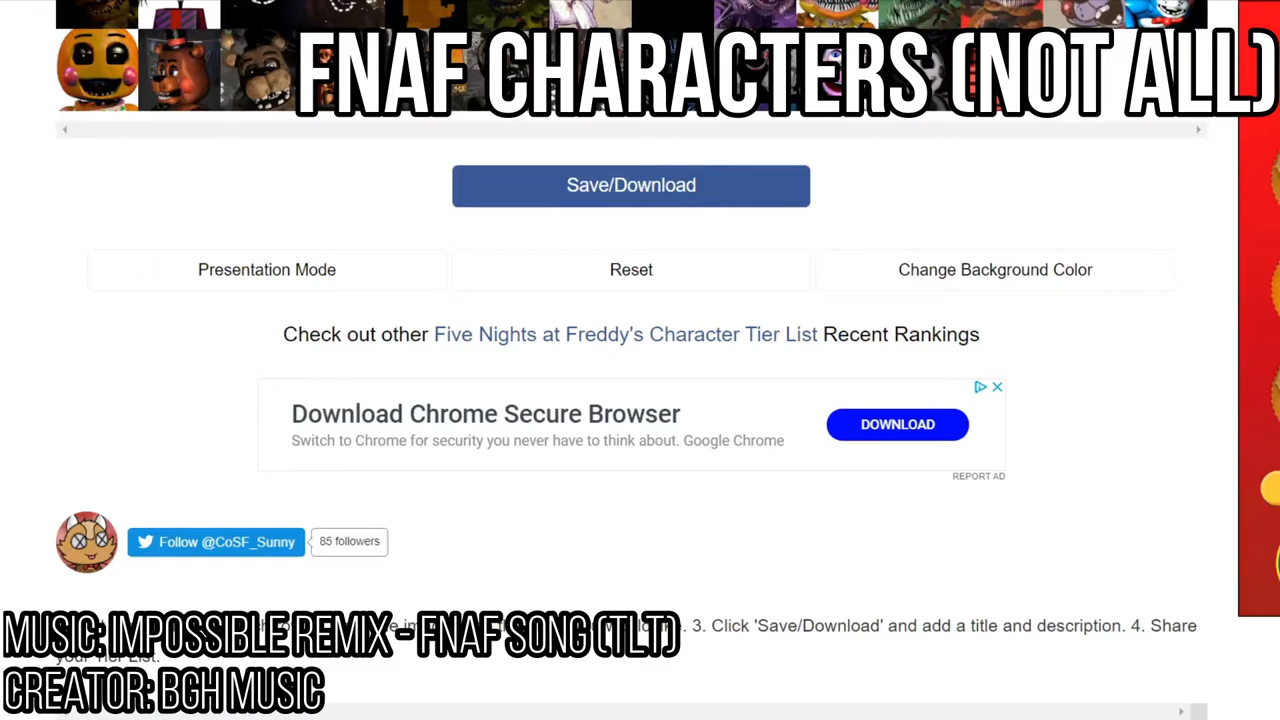 FNAF CHARACTERS (NOT ALL)
Save/Download
Presentation Mode
Reset
Change Background Color
Check out other Five Nights at Freddy's Character Tier List Recent Rankings
Download Chrome Secure Browser
Switch to Chrome for security you never have to think about. Google Chrome
DOWNLOAD
REPORT AD
Follow @CoSF_Sunny
85 followers
3. Click 'Save/Download' and add a title and description. 4. Share
your Tier List.
MUSIC: IMPOSSIBLE REMIX - FNAF SONG (TLT)
CREATOR: BGH MUSIC